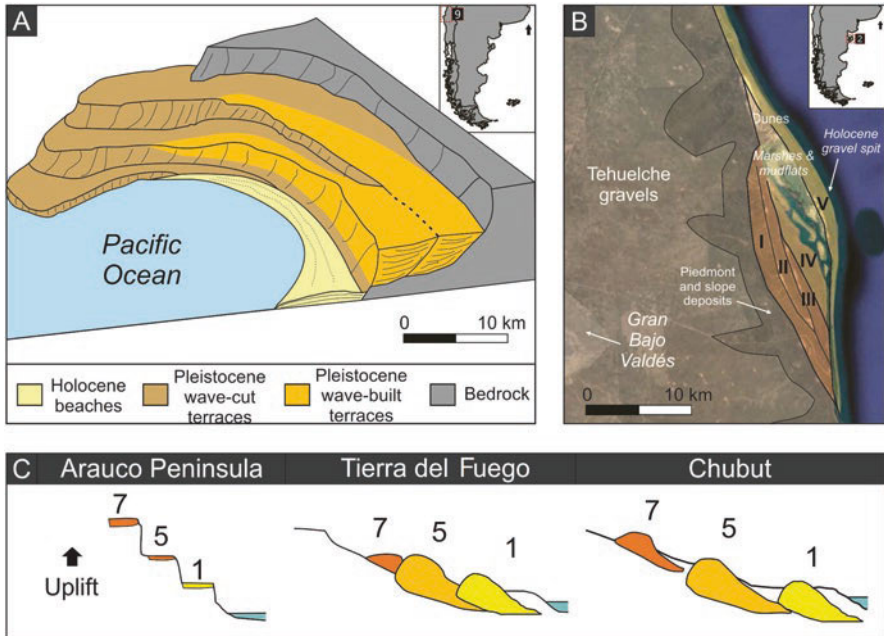 A
9
Pacific
Ocean
0 10 km
Holocene
beaches
Pleistocene
wave-cut
terraces
Pleistocene
wave-built
terraces
Bedrock
B
2
Dunes
Marshes &
mudflats
Holocene
gravel spit
Tehuelche
gravels
V
I
II
IV
III
Piedmont
and slope
deposits
Gran
Bajo
Valdés
0 10 km
C Arauco Peninsula Tierra del Fuego Chubut
7
5
1
Uplift
7
5
1
7
5
1